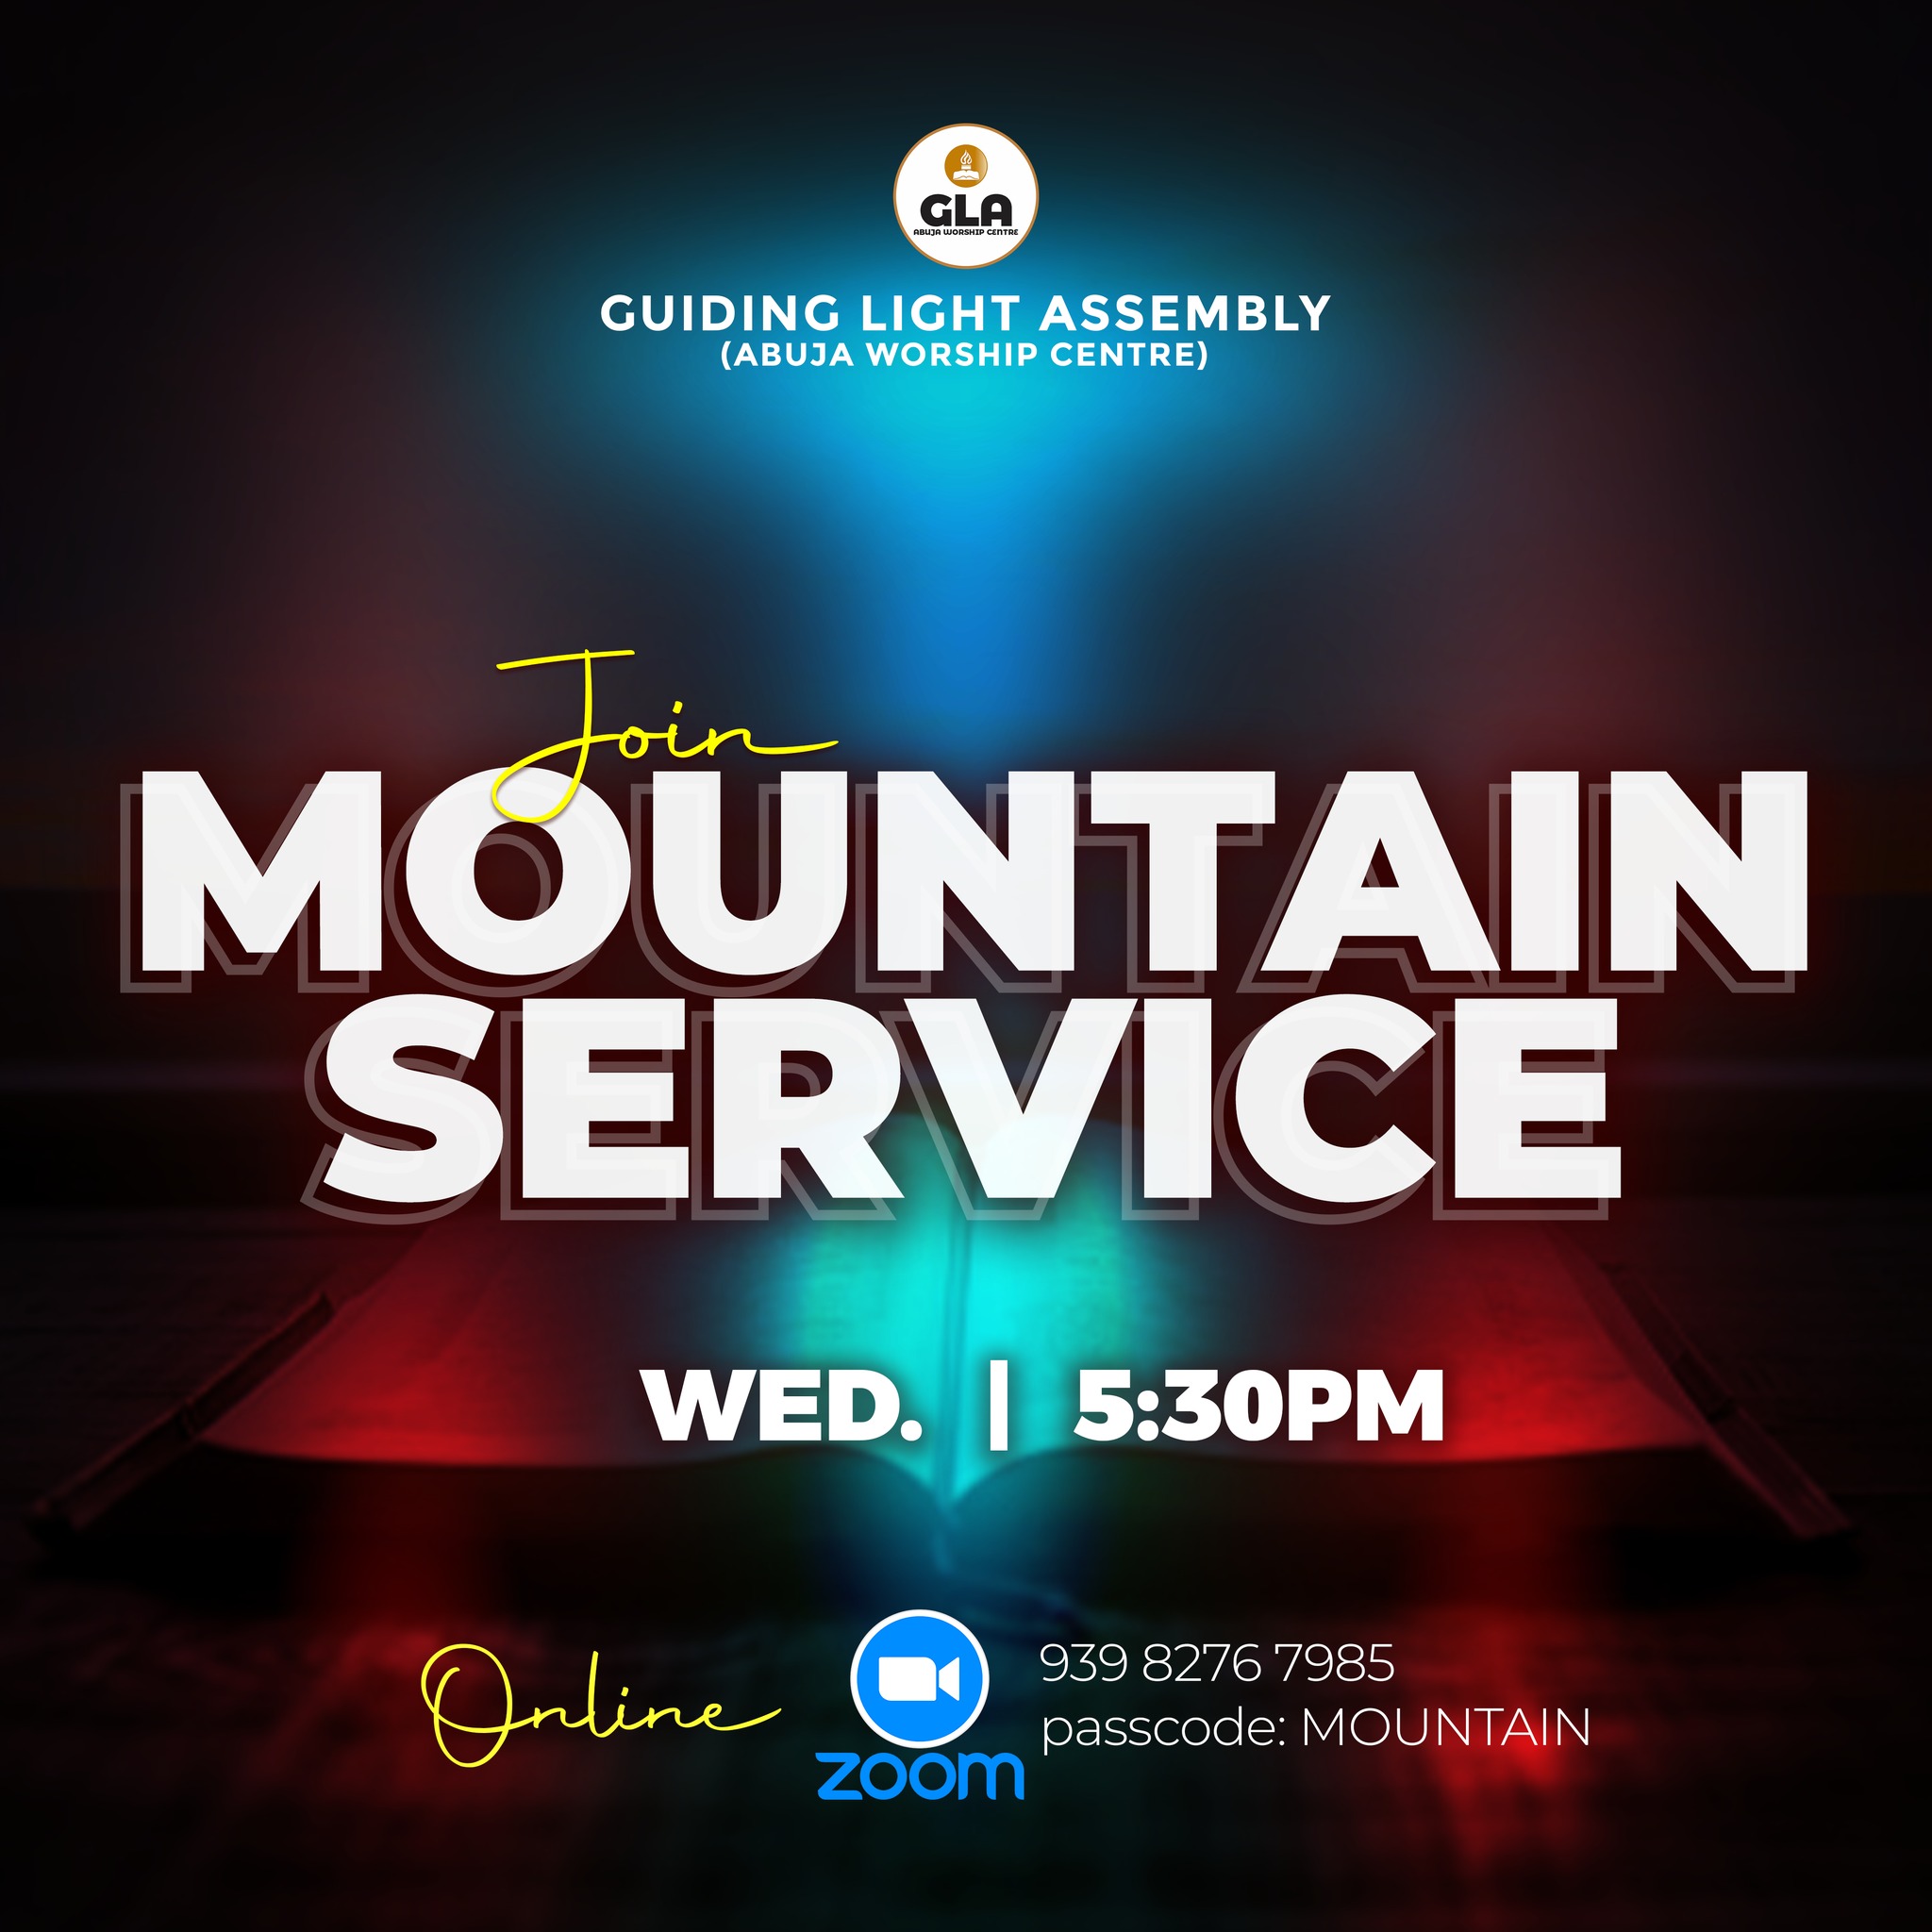 GLA
ABUJA WORSHIP CENTRE
GUIDING LIGHT ASSEMBLY
(ABUJA WORSHIP CENTRE)
Join
MOUNTAIN
SERVICE
WED. | 5:30PM
Online
zoom
939 8276 7985
passcode: MOUNTAIN